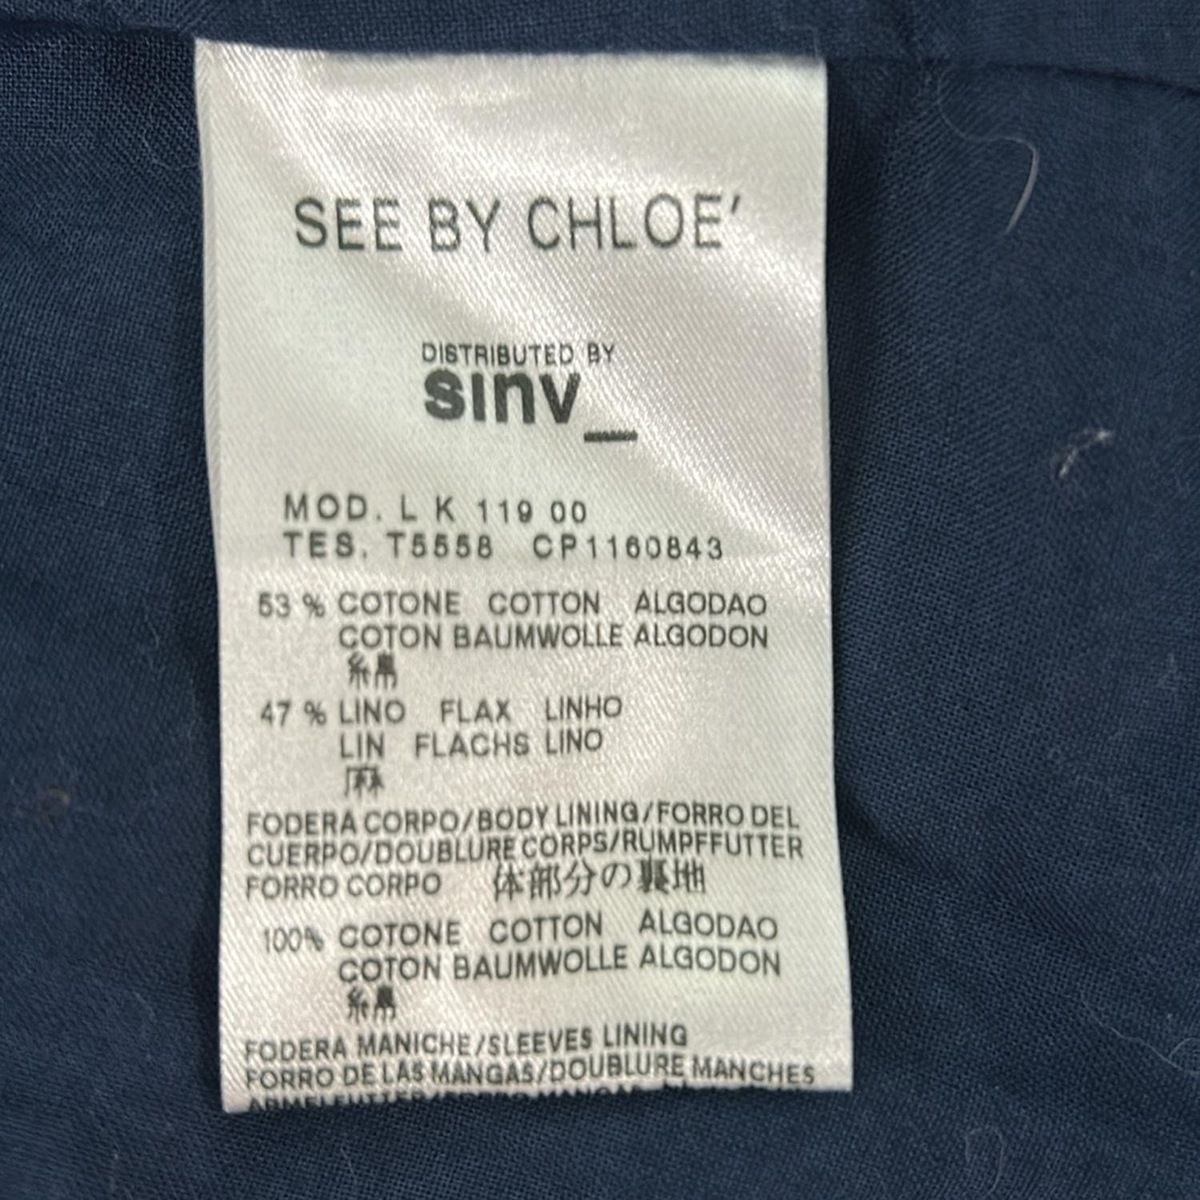 SEE BY CHLOE'
DISTRIBUTED BY
sinv_
MOD. L K 119 00
TES. T5558 CP1160843
53 % COTONE COTTON ALGODAO
COTON BAUMWOLLE ALGODON
綿
47 % LINO FLAX LINHO
LIN FLACHS LINO
麻
FODERA CORPO/BODY LINING/FORRO DEL
CUERPO/DOUBLURE CORPS/RUMPFFUTTER
FORRO CORPO 体部分の裏地
100% COTONE COTTON ALGODAO
COTON BAUMWOLLE ALGODON
綿
FODERA MANICHE/SLEEVES LINING
FORRO DE LAS MANGAS/DOUBLURE MANCHES